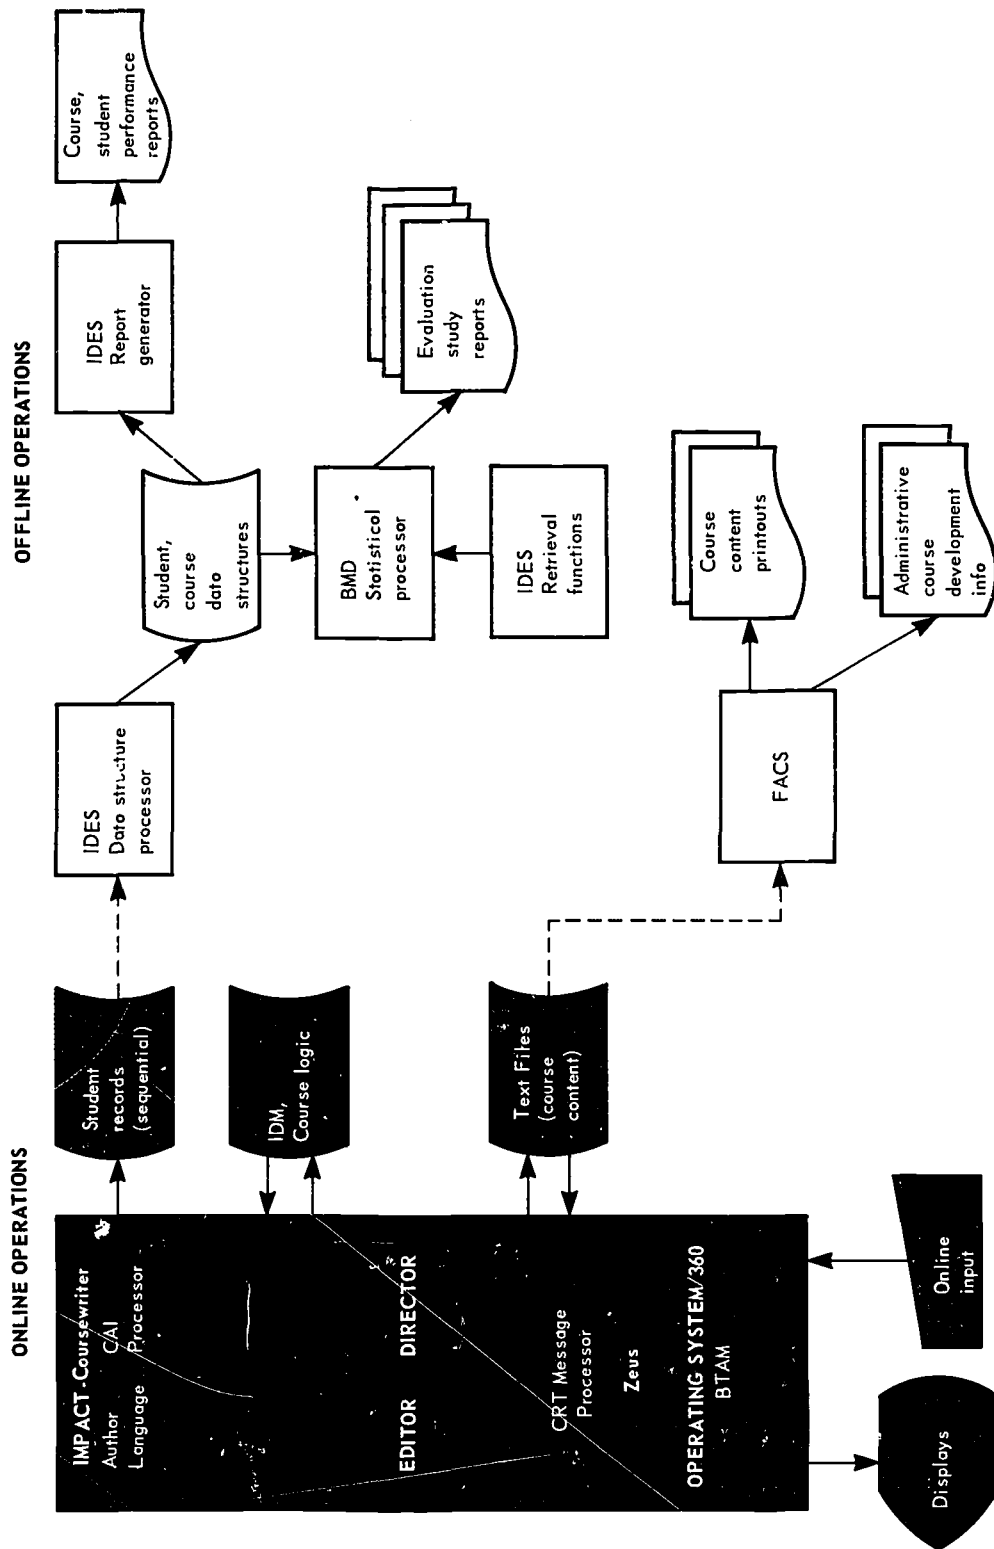 ONLINE OPERATIONS
OFFLINE OPERATIONS
IMPACT-Coursewriter
Author CAI
Language Processor
EDITOR DIRECTOR
CRT Message
Processor
Zeus
OPERATING SYSTEM/360
BTAM
Displays
Online
input
Student
records
(sequential)
IDM,
Course logic
Text Files
(course
content)
IDES
Data structure
processor
Student,
course
data
structures
IDES
Report
generator
Course,
student
performance
reports
BMD
Statistical
processor
IDES
Retrieval
functions
Evaluation
study
reports
FACS
Course
content
printouts
Administrative
course
development
info